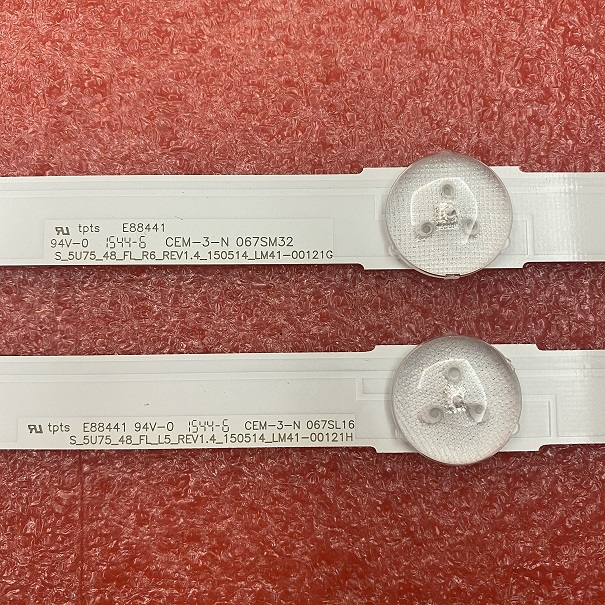 tpts E88441
94V-0 1544-6 CEM-3-N 067SM32
S_5U75_48_FL_R6_REV1.4_150514_LM41-00121G
tpts E88441 94V-0 1544-6 CEM-3-N 067SL16
S_5U75_48_FL_L5_REV1.4_150514_LM41-00121H